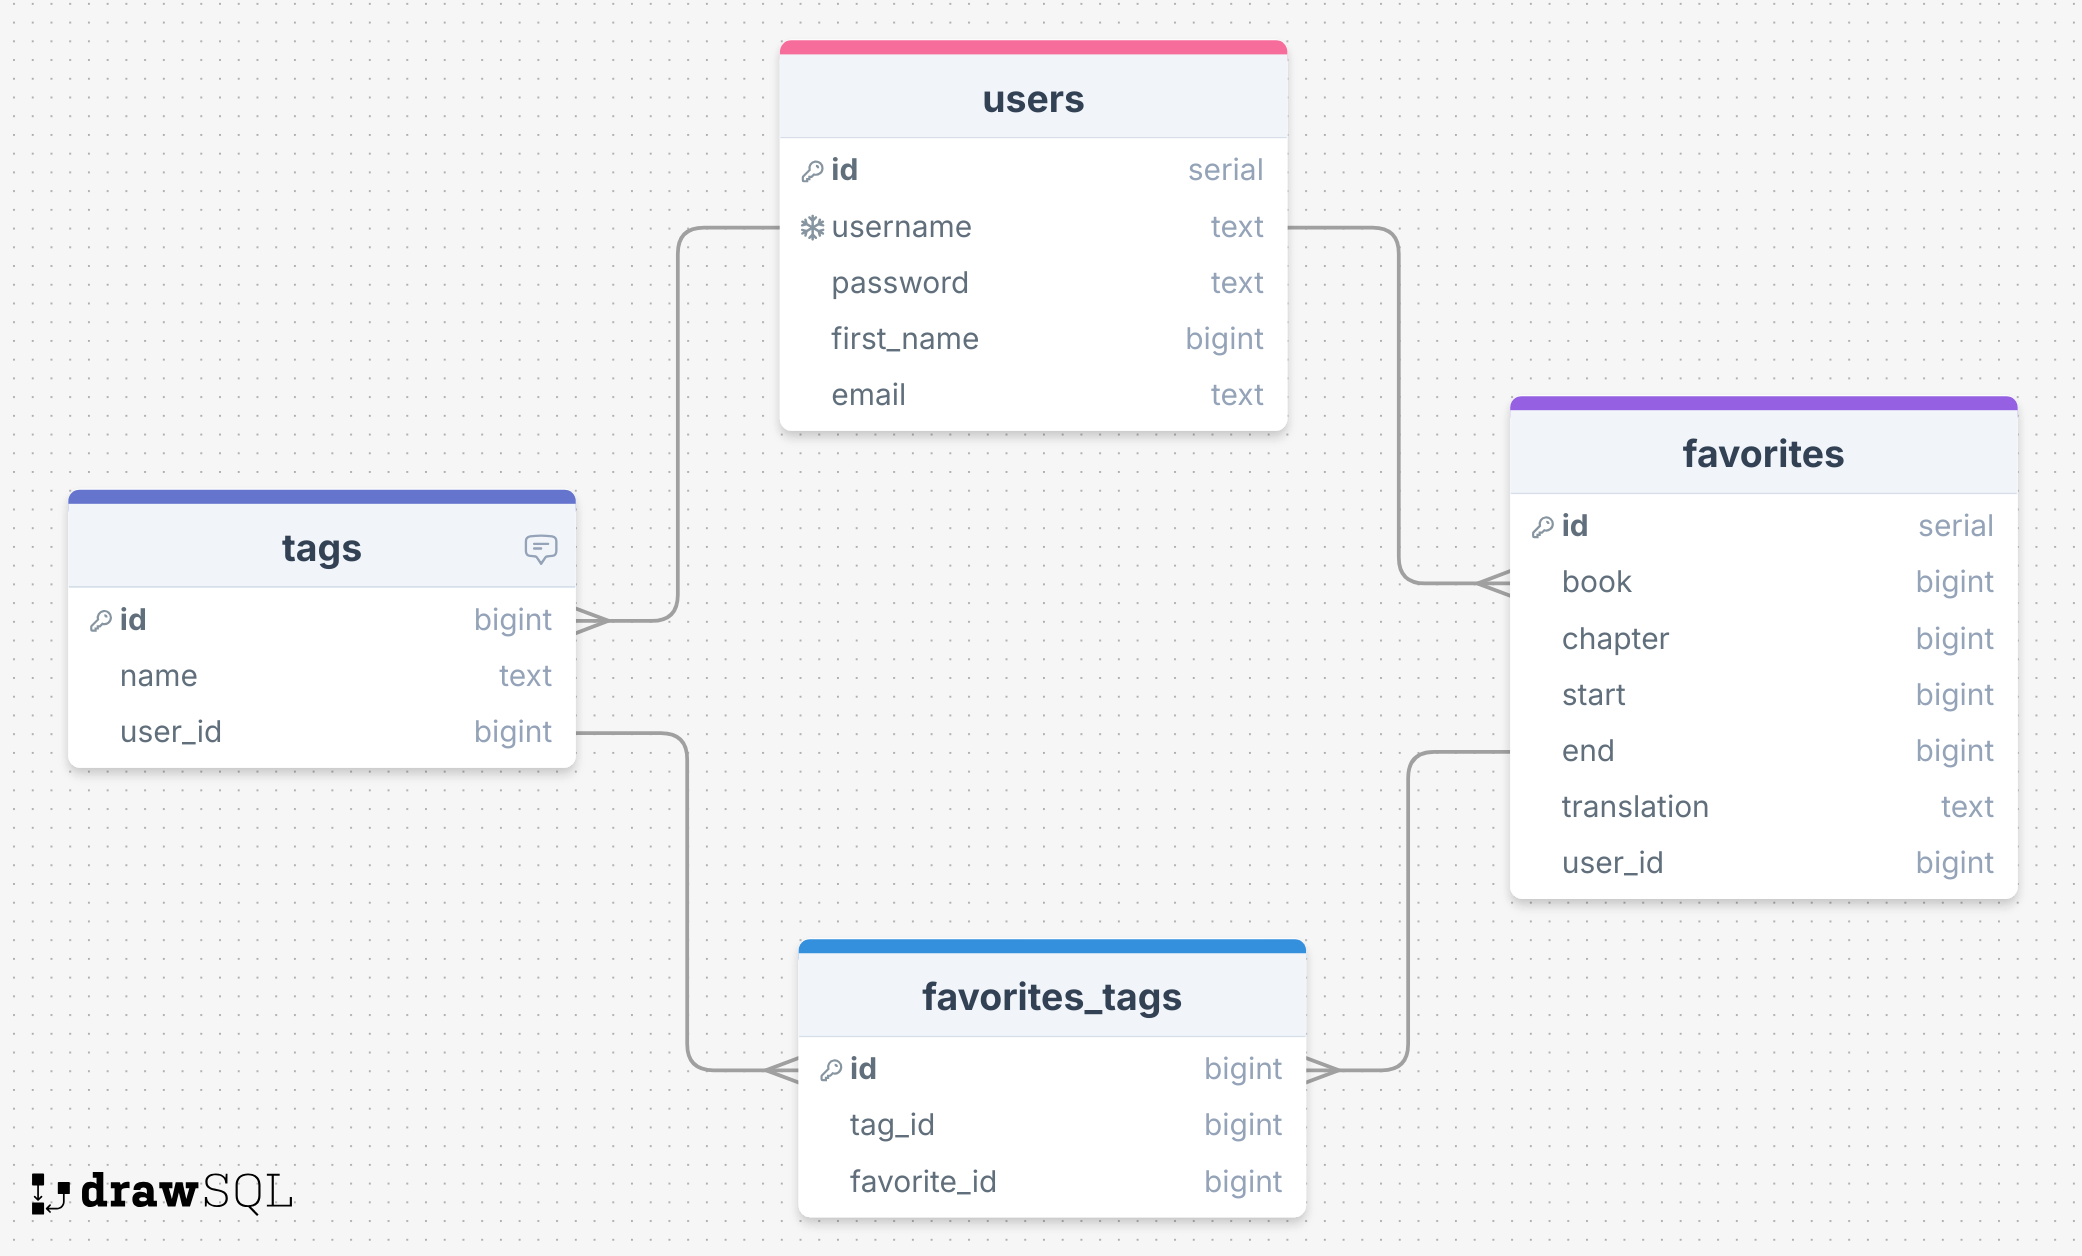 users
id serial
username text
password text
first_name bigint
email text
favorites
id serial
book bigint
chapter bigint
start bigint
end bigint
translation text
user_id bigint
tags
id bigint
name text
user_id bigint
favorites_tags
id bigint
tag_id bigint
favorite_id bigint
drawSQL